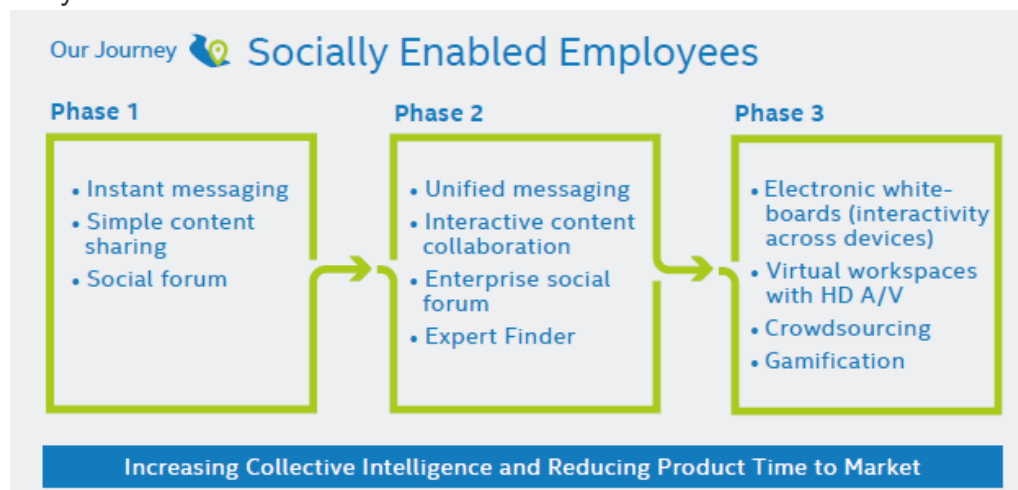 Our Journey Socially Enabled Employees
Phase 1
• Instant messaging
• Simple content
sharing
• Social forum
Phase 2
• Unified messaging
• Interactive content
collaboration
• Enterprise social
forum
• Expert Finder
Phase 3
• Electronic white-
boards (interactivity
across devices)
• Virtual workspaces
with HD A/V
• Crowdsourcing
• Gamification
Increasing Collective Intelligence and Reducing Product Time to Market